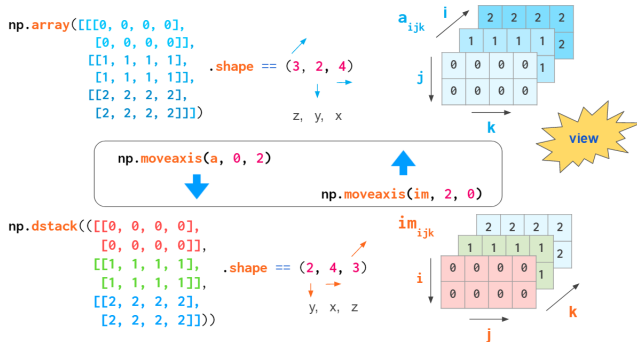 np.array([[[0, 0, 0, 0],
[0, 0, 0, 0]],
[[1, 1, 1, 1],
[1, 1, 1, 1]],
[[2, 2, 2, 2],
[2, 2, 2, 2]]])
.shape == (3, 2, 4)
z, y, x
a_ijk
i
2 2 2 2
2
1 1 1 1
1
0 0 0 0
0 0 0 0
j
k
view
np.moveaxis(a, 0, 2)
np.moveaxis(im, 2, 0)
np.dstack(([[0, 0, 0, 0],
[0, 0, 0, 0]],
[[1, 1, 1, 1],
[1, 1, 1, 1]],
[[2, 2, 2, 2],
[2, 2, 2, 2]]))
.shape == (2, 4, 3)
y, x, z
im_ijk
2 2 2 2
2
1 1 1 1
1
0 0 0 0
0 0 0 0
i
j
k